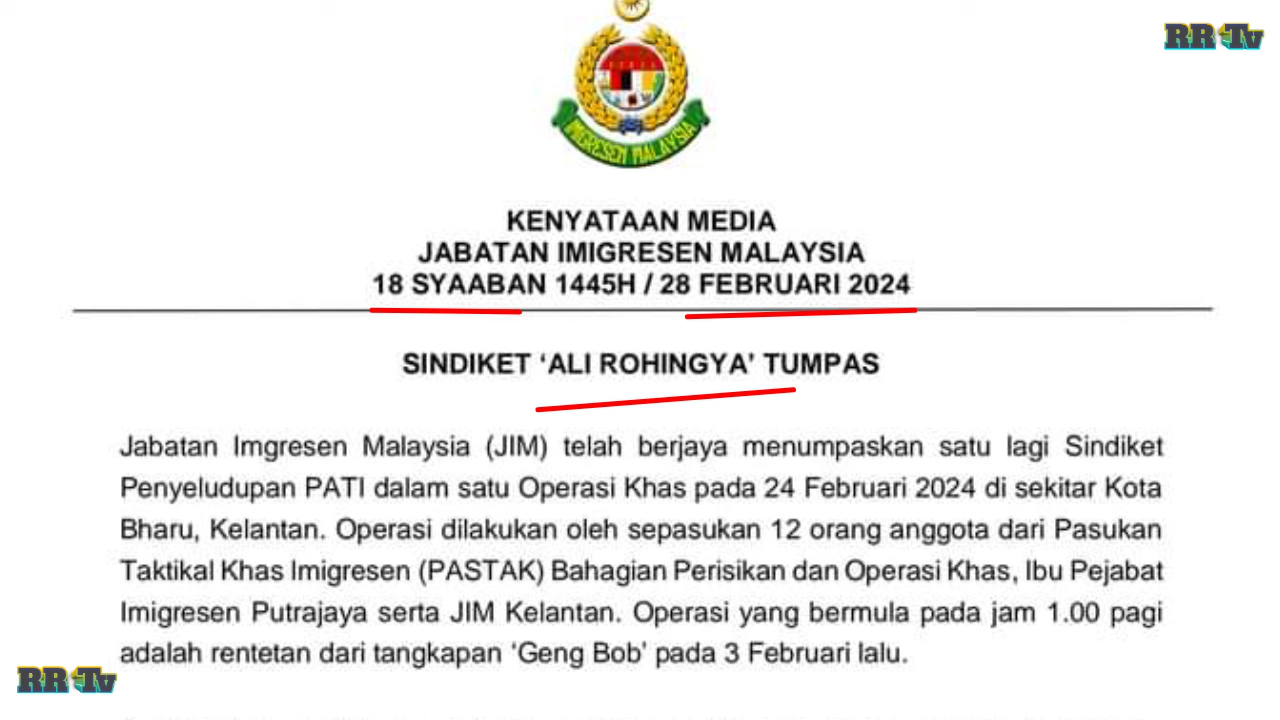 RR Tv
IMIGRESEN MALAYSIA
KENYATAAN MEDIA
JABATAN IMIGRESEN MALAYSIA
18 SYAABAN 1445H / 28 FEBRUARI 2024
SINDIKET ‘ALI ROHINGYA’ TUMPAS
Jabatan Imgresen Malaysia (JIM) telah berjaya menumpaskan satu lagi Sindiket
Penyeludupan PATI dalam satu Operasi Khas pada 24 Februari 2024 di sekitar Kota
Bharu, Kelantan. Operasi dilakukan oleh sepasukan 12 orang anggota dari Pasukan
Taktikal Khas Imigresen (PASTAK) Bahagian Perisikan dan Operasi Khas, Ibu Pejabat
Imigresen Putrajaya serta JIM Kelantan. Operasi yang bermula pada jam 1.00 pagi
adalah rentetan dari tangkapan ‘Geng Bob’ pada 3 Februari lalu.
RR Tv